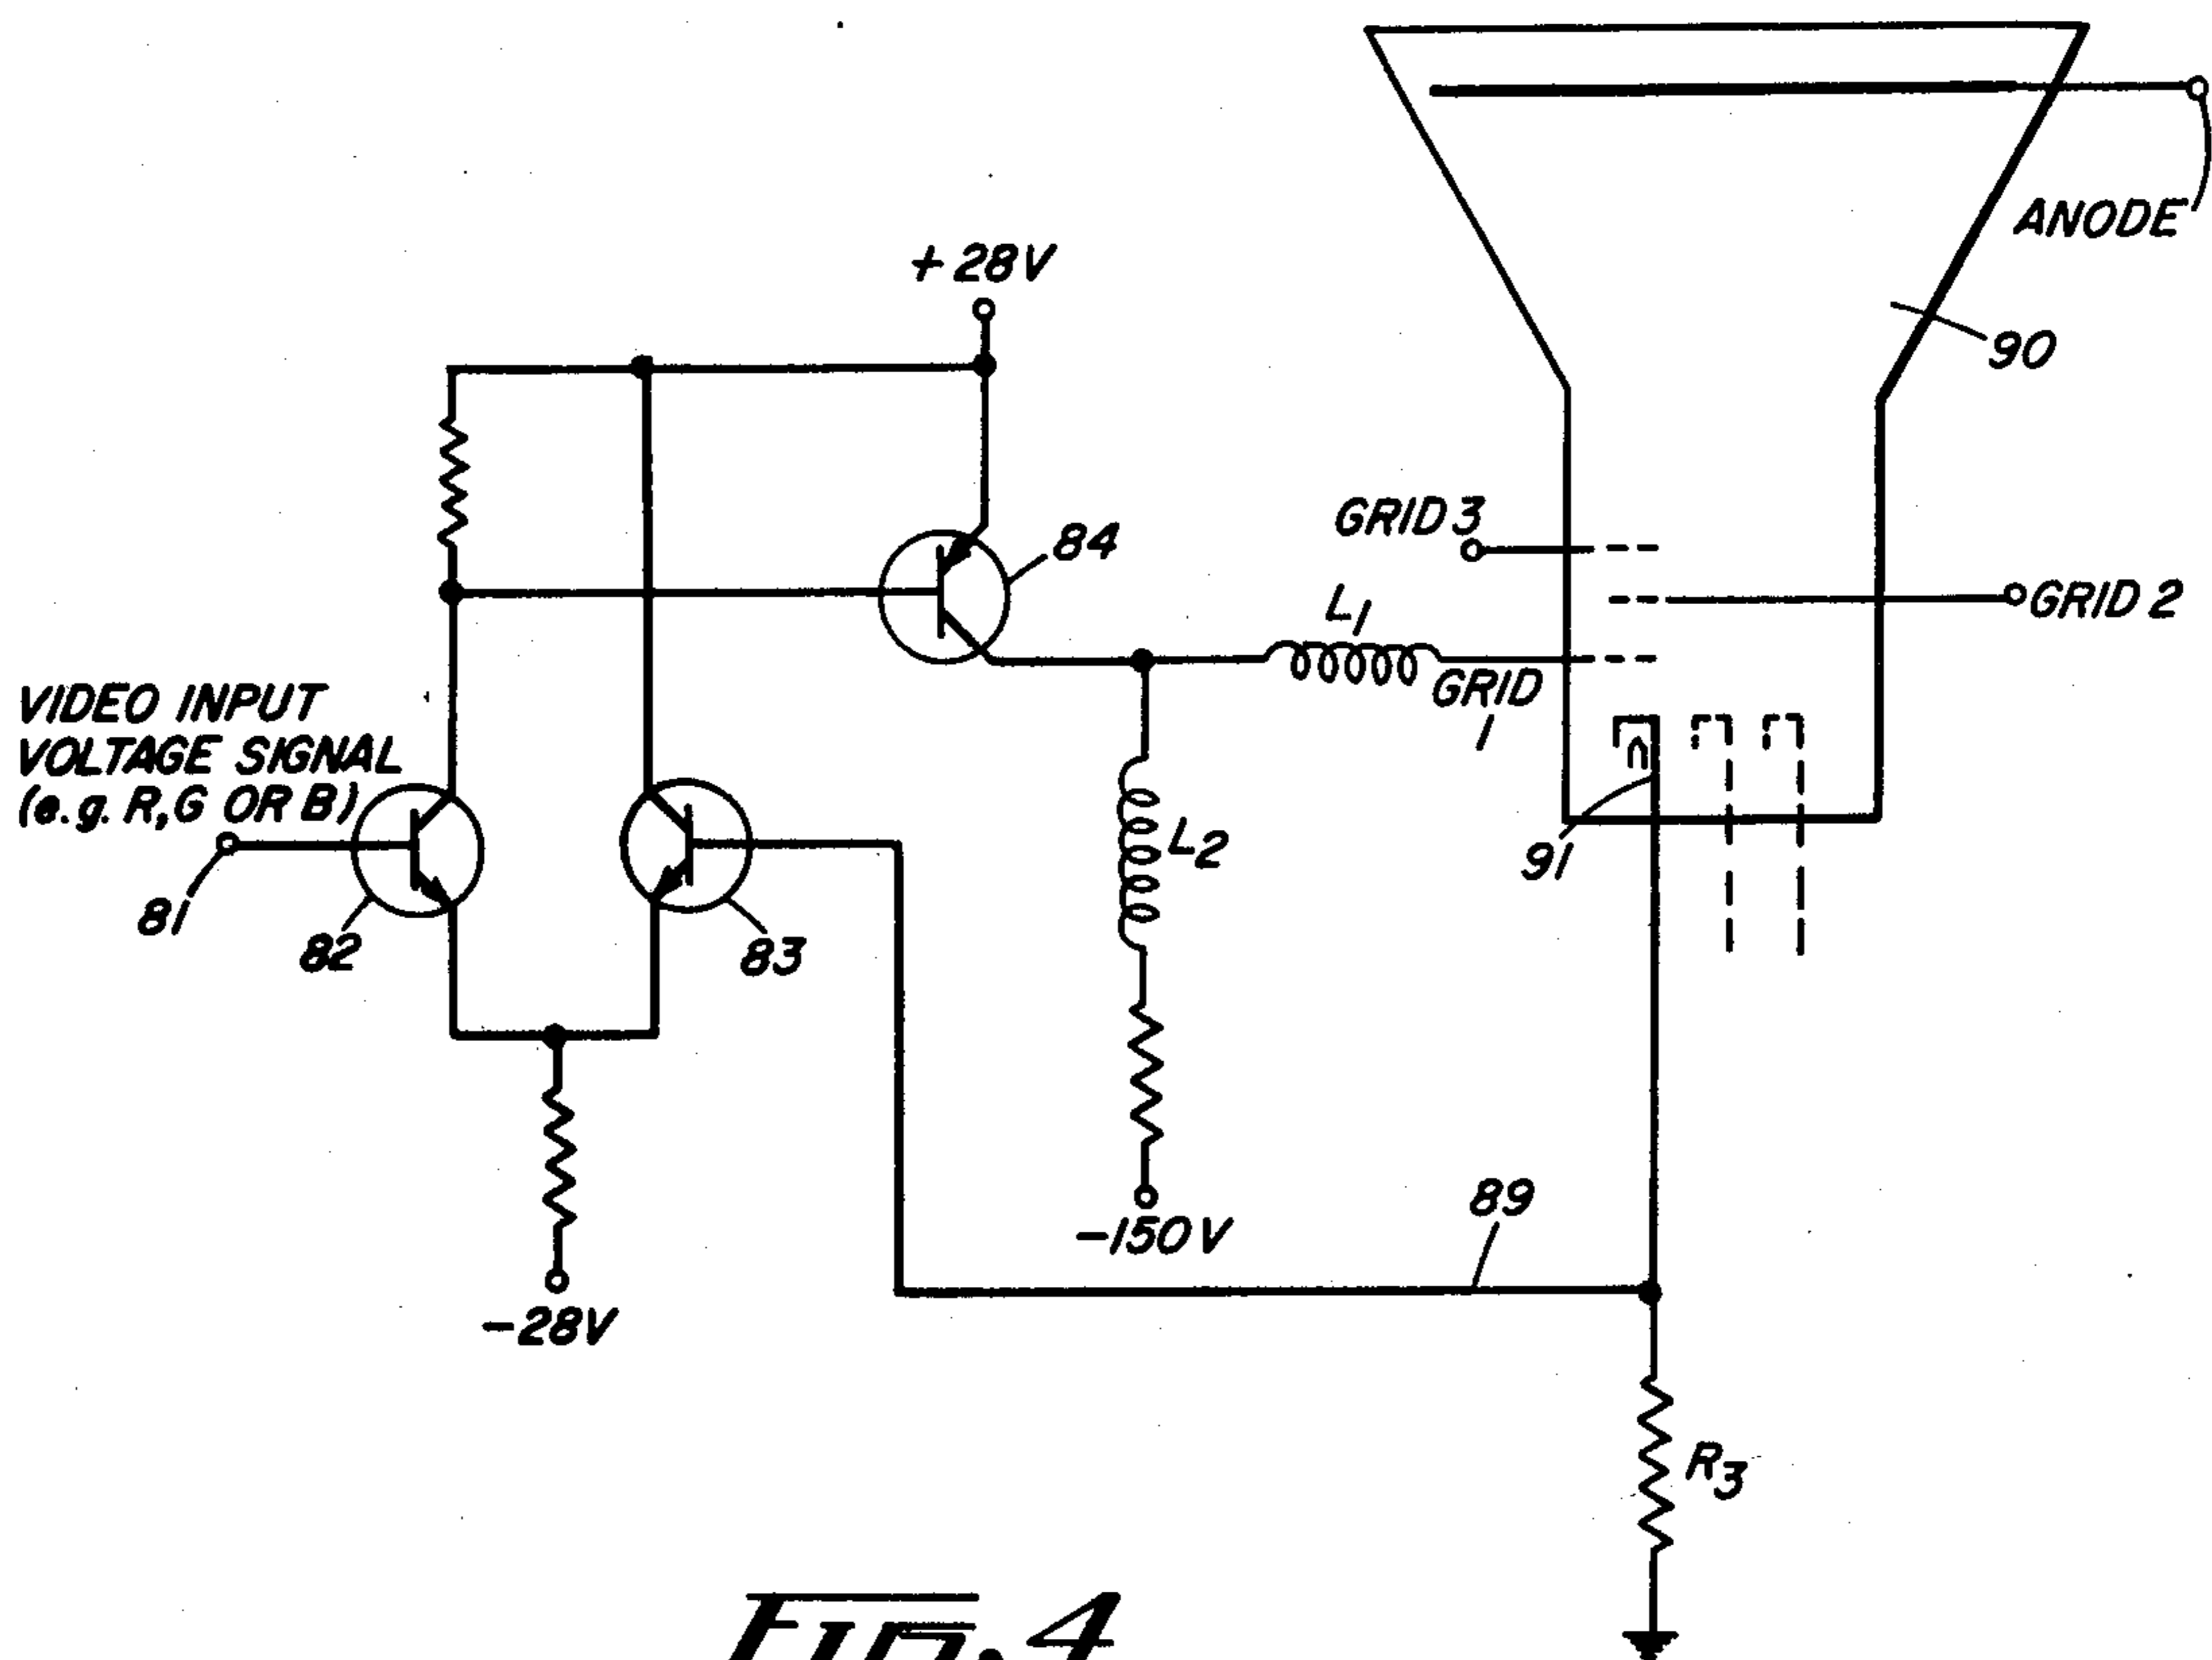 ANODE
+28V
90
GRID 3
84
GRID 2
L1
GRID
1
VIDEO INPUT
VOLTAGE SIGNAL
(e.g. R,G OR B)
81
82
83
L2
91
-150V
89
-28V
R3
FIG. 4